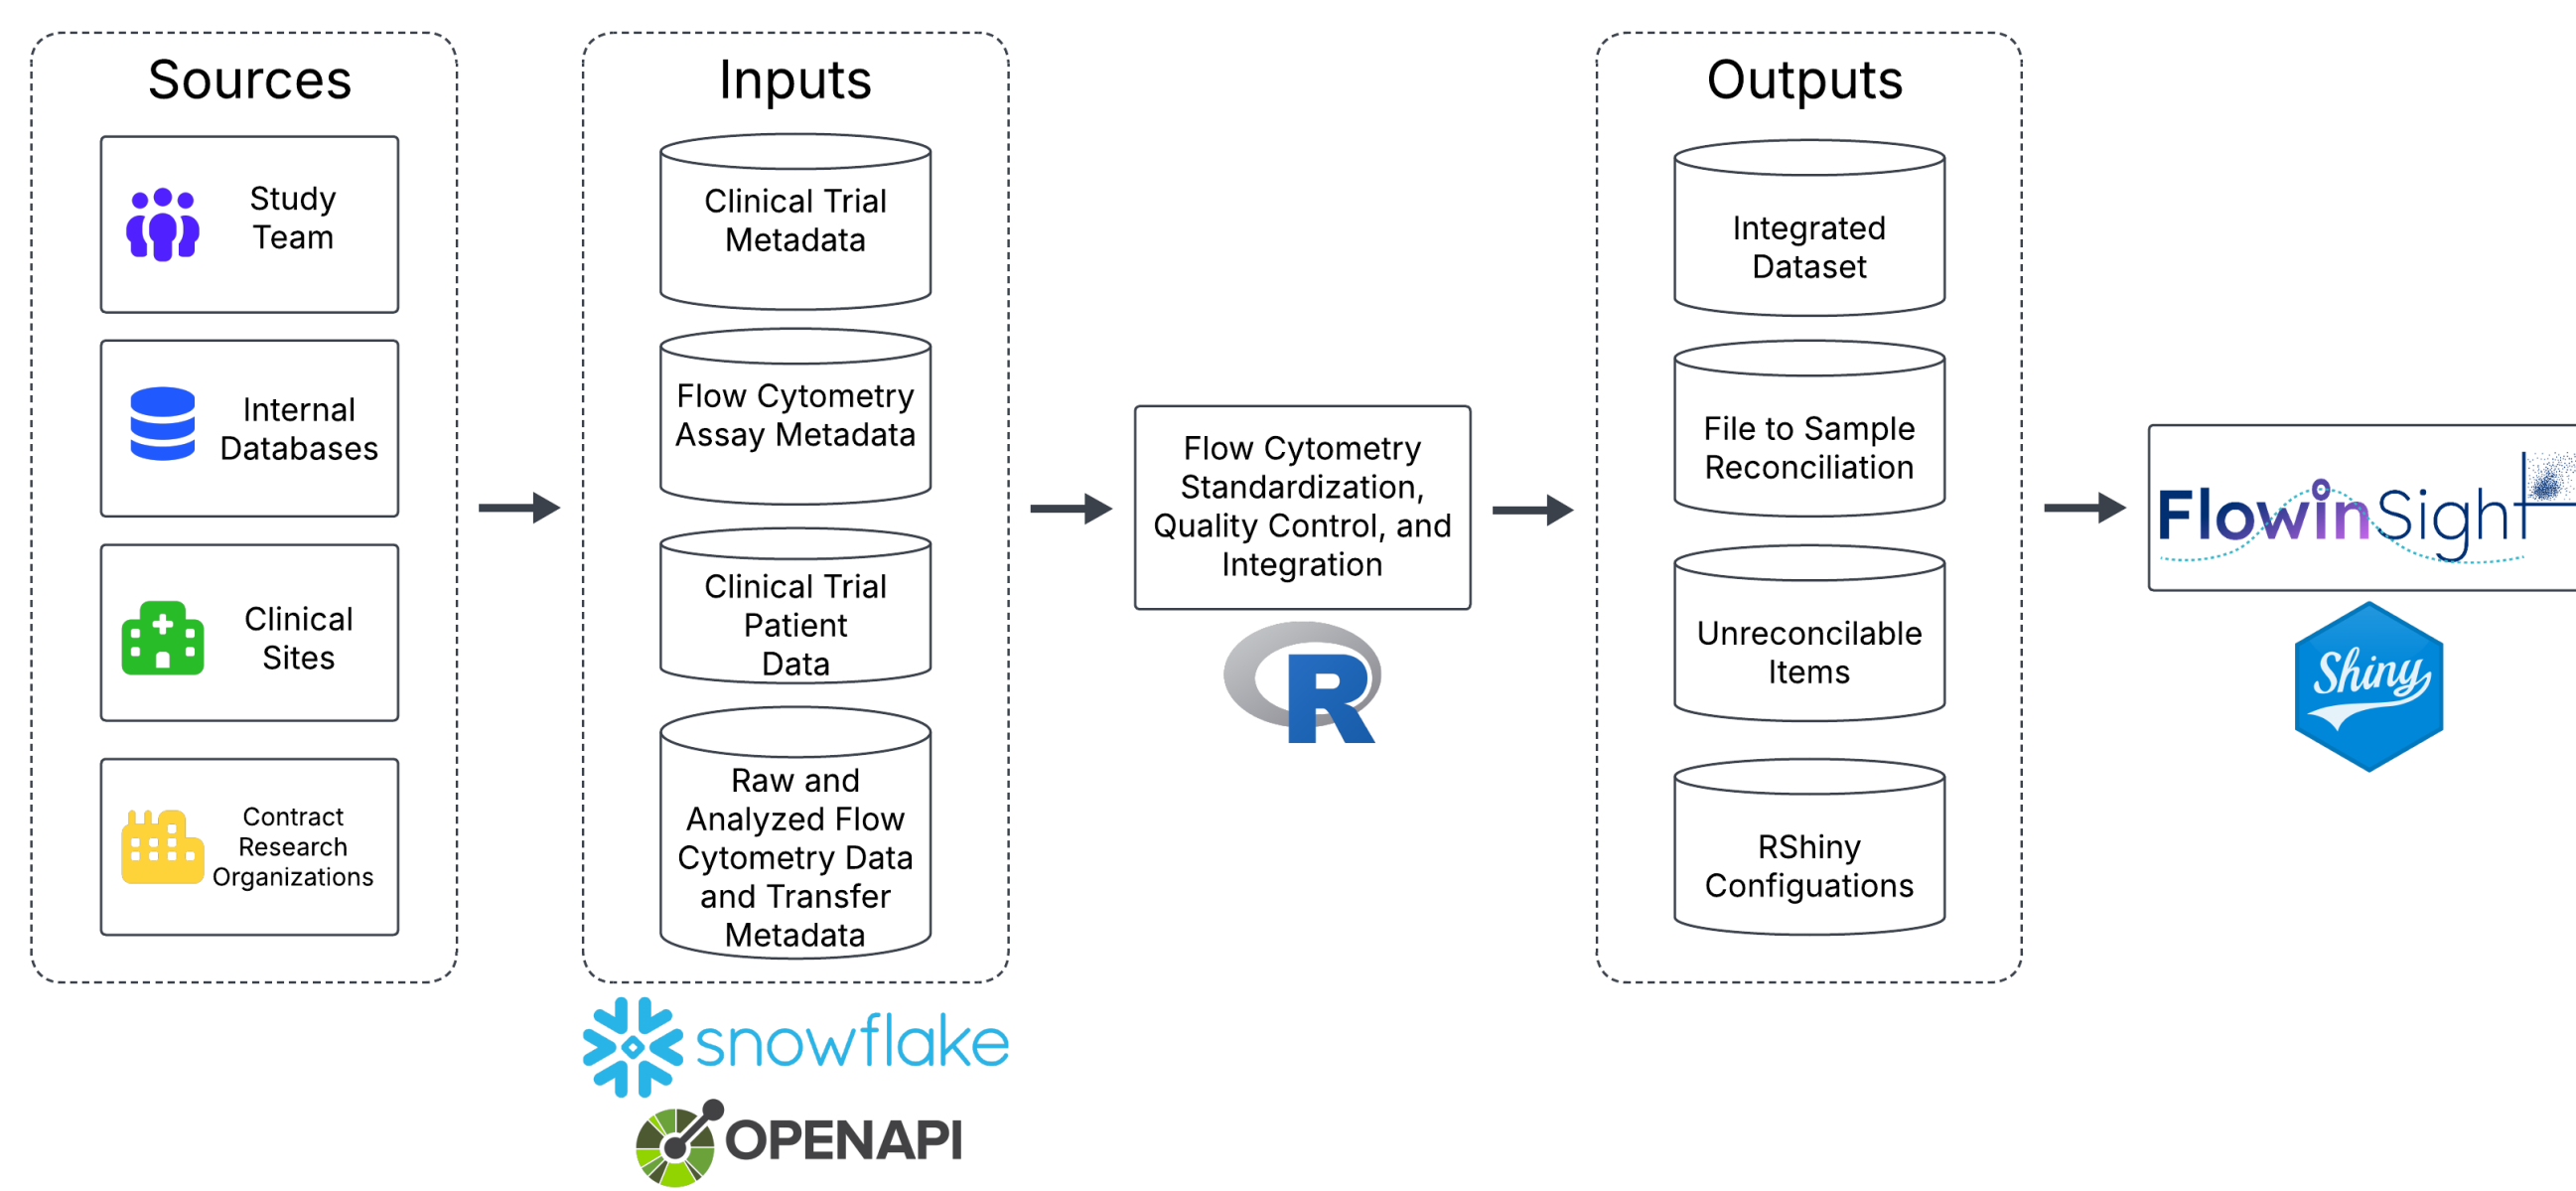 Sources
Study
Team
Internal
Databases
Clinical
Sites
Contract
Research
Organizations
Inputs
Clinical Trial
Metadata
Flow Cytometry
Assay Metadata
Clinical Trial
Patient
Data
Raw and
Analyzed Flow
Cytometry Data
and Transfer
Metadata
snowflake
OPENAPI
Flow Cytometry
Standardization,
Quality Control, and
Integration
R
Outputs
Integrated
Dataset
File to Sample
Reconciliation
Unreconcilable
Items
RShiny
Configuations
FlowinSight
Shiny